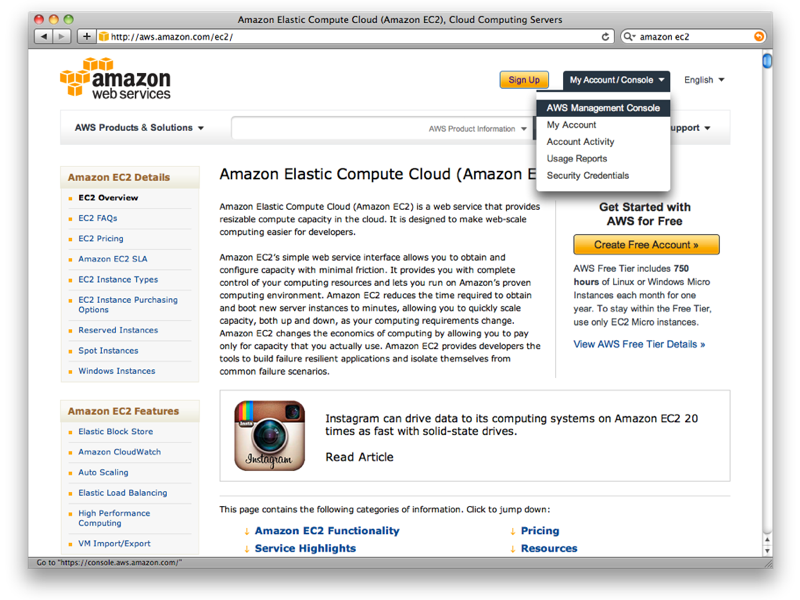 Amazon Elastic Compute Cloud (Amazon EC2), Cloud Computing Servers
http://aws.amazon.com/ec2/
amazon ec2
amazon
web services
Sign Up
My Account / Console
English
AWS Management Console
My Account
Account Activity
Usage Reports
Security Credentials
AWS Products & Solutions
AWS Product Information
upport
Amazon EC2 Details
EC2 Overview
EC2 FAQs
EC2 Pricing
Amazon EC2 SLA
EC2 Instance Types
EC2 Instance Purchasing
Options
Reserved Instances
Spot Instances
Windows Instances
Amazon EC2 Features
Elastic Block Store
Amazon CloudWatch
Auto Scaling
Elastic Load Balancing
High Performance
Computing
VM Import/Export
Amazon Elastic Compute Cloud (Amazon E
Amazon Elastic Compute Cloud (Amazon EC2) is a web service that provides
resizable compute capacity in the cloud. It is designed to make web-scale
computing easier for developers.
Amazon EC2's simple web service interface allows you to obtain and
configure capacity with minimal friction. It provides you with complete
control of your computing resources and lets you run on Amazon's proven
computing environment. Amazon EC2 reduces the time required to obtain
and boot new server instances to minutes, allowing you to quickly scale
capacity, both up and down, as your computing requirements change.
Amazon EC2 changes the economics of computing by allowing you to pay
only for capacity that you actually use. Amazon EC2 provides developers the
tools to build failure resilient applications and isolate themselves from
common failure scenarios.
Get Started with
AWS for Free
Create Free Account »
AWS Free Tier includes 750
hours of Linux or Windows Micro
Instances each month for one
year. To stay within the Free Tier,
use only EC2 Micro instances.
View AWS Free Tier Details »
Insta
Instagram
Instagram can drive data to its computing systems on Amazon EC2 20
times as fast with solid-state drives.
Read Article
This page contains the following categories of information. Click to jump down:
↓ Amazon EC2 Functionality
↓ Service Highlights
↓ Pricing
↓ Resources
Go to "https://console.aws.amazon.com/"